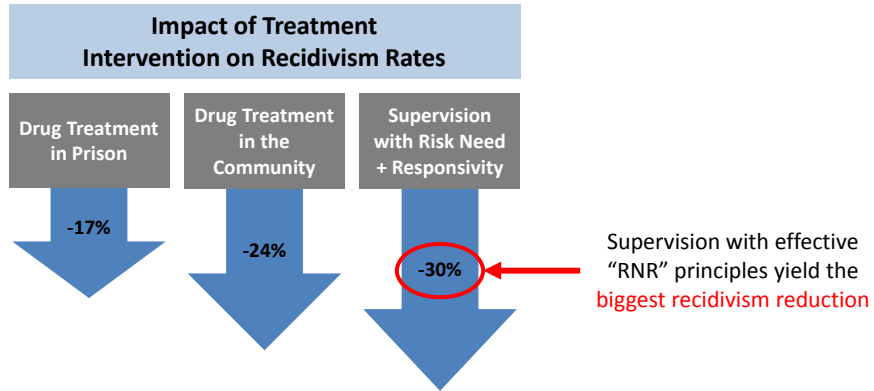 Impact of Treatment
Intervention on Recidivism Rates
Drug Treatment
in Prison
Drug Treatment
in the
Community
Supervision
with Risk Need
+ Responsivity
-17%
-24%
-30%
Supervision with effective
“RNR” principles yield the
biggest recidivism reduction